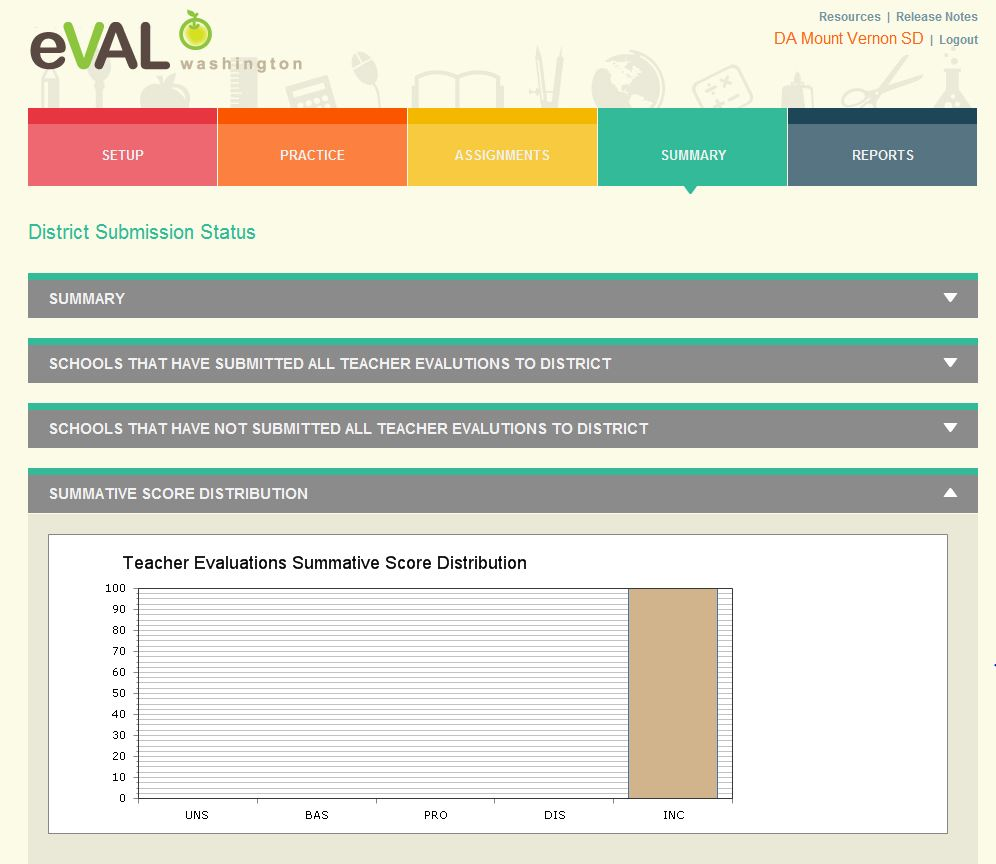 Resources | Release Notes
eVAL washington
DA Mount Vernon SD | Logout
SETUP PRACTICE ASSIGNMENTS SUMMARY REPORTS
District Submission Status
SUMMARY
SCHOOLS THAT HAVE SUBMITTED ALL TEACHER EVALUTIONS TO DISTRICT
SCHOOLS THAT HAVE NOT SUBMITTED ALL TEACHER EVALUTIONS TO DISTRICT
SUMMATIVE SCORE DISTRIBUTION
Teacher Evaluations Summative Score Distribution
100
90
80
70
60
50
40
30
20
10
0
UNS BAS PRO DIS INC